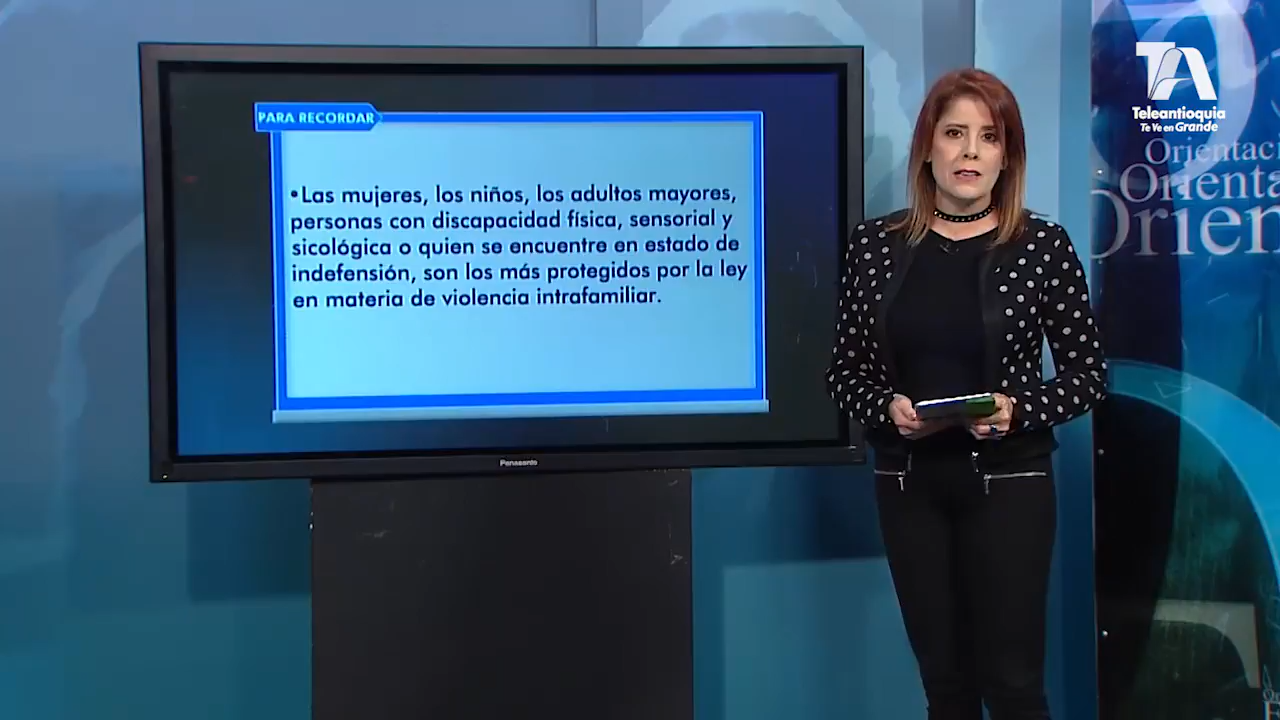 PARA RECORDAR
•Las mujeres, los niños, los adultos mayores,
personas con discapacidad física, sensorial y
sicológica o quien se encuentre en estado de
indefensión, son los más protegidos por la ley
en materia de violencia intrafamiliar.
Panasonic
TA
Teleantioquia
Te Ve en Grande
Orientaci
Orienta
Orien